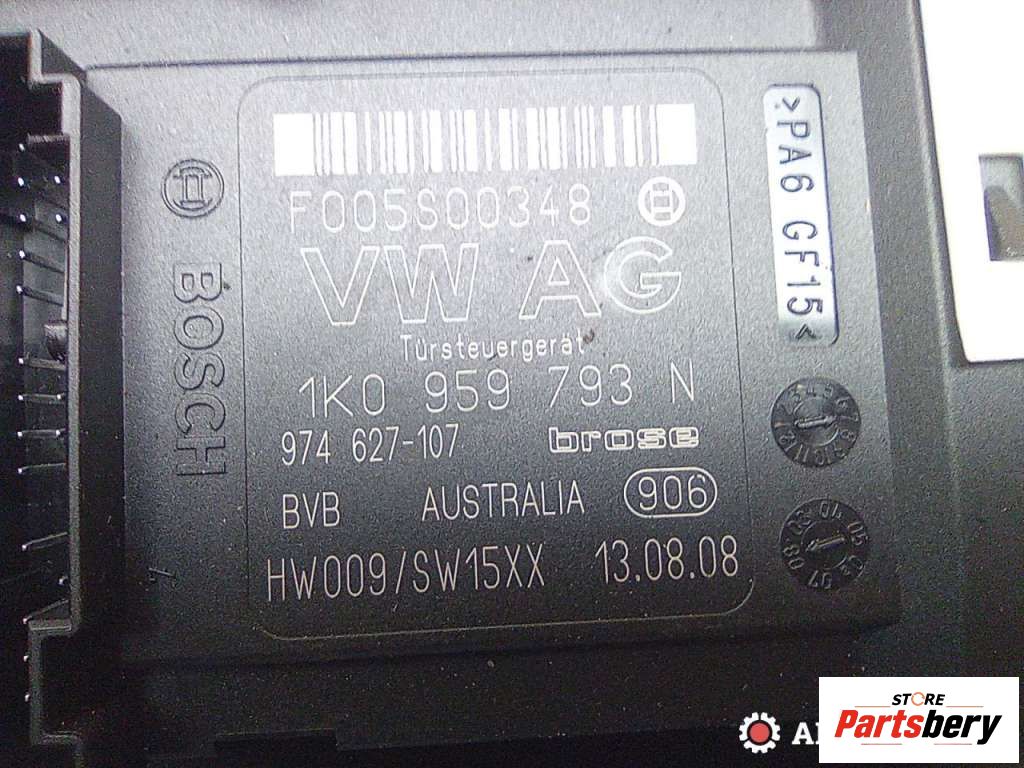 F005S00348
VW AG
Türsteuergerät
1K0 959 793 N
974 627-107 brose
BVB AUSTRALIA 906
HW009/SW15XX 13.08.08
BOSCH
>PA6 GF15<
STORE
Partsbery